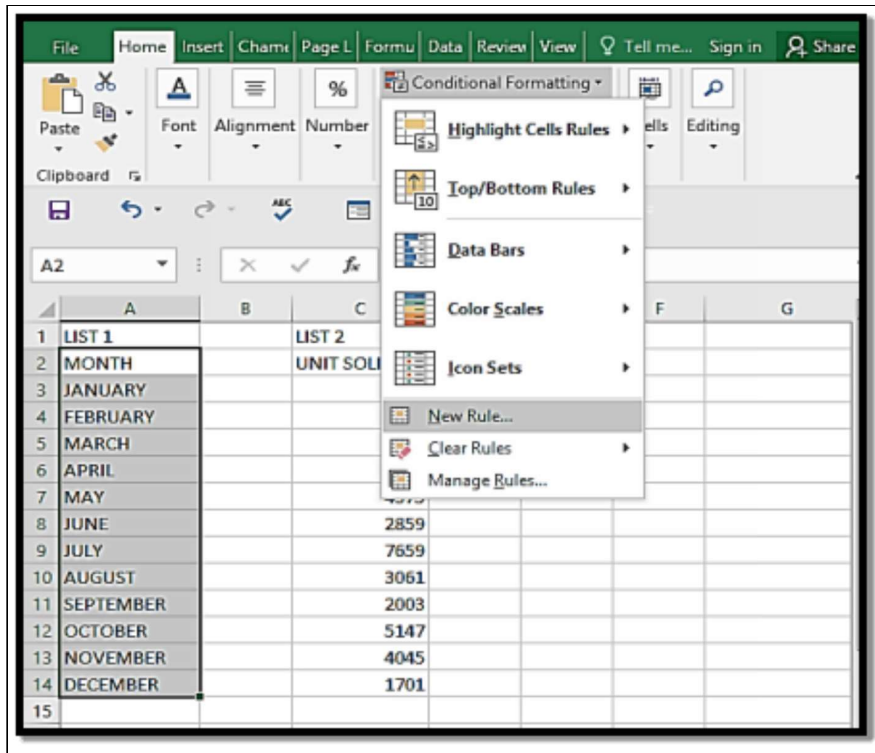 File Home Insert Chame Page L Formu Data Review View Tell me... Sign in Share
Conditional Formatting
Paste Font Alignment Number ells Editing
Clipboard
Highlight Cells Rules
Top/Bottom Rules
Data Bars
Color Scales
Icon Sets
New Rule...
Clear Rules
Manage Rules...
ABC
A2 fx
A B C F G
1 LIST 1 LIST 2
2 MONTH UNIT SOL
3 JANUARY
4 FEBRUARY
5 MARCH
6 APRIL
7 MAY
8 JUNE 2859
9 JULY 7659
10 AUGUST 3061
11 SEPTEMBER 2003
12 OCTOBER 5147
13 NOVEMBER 4045
14 DECEMBER 1701
15